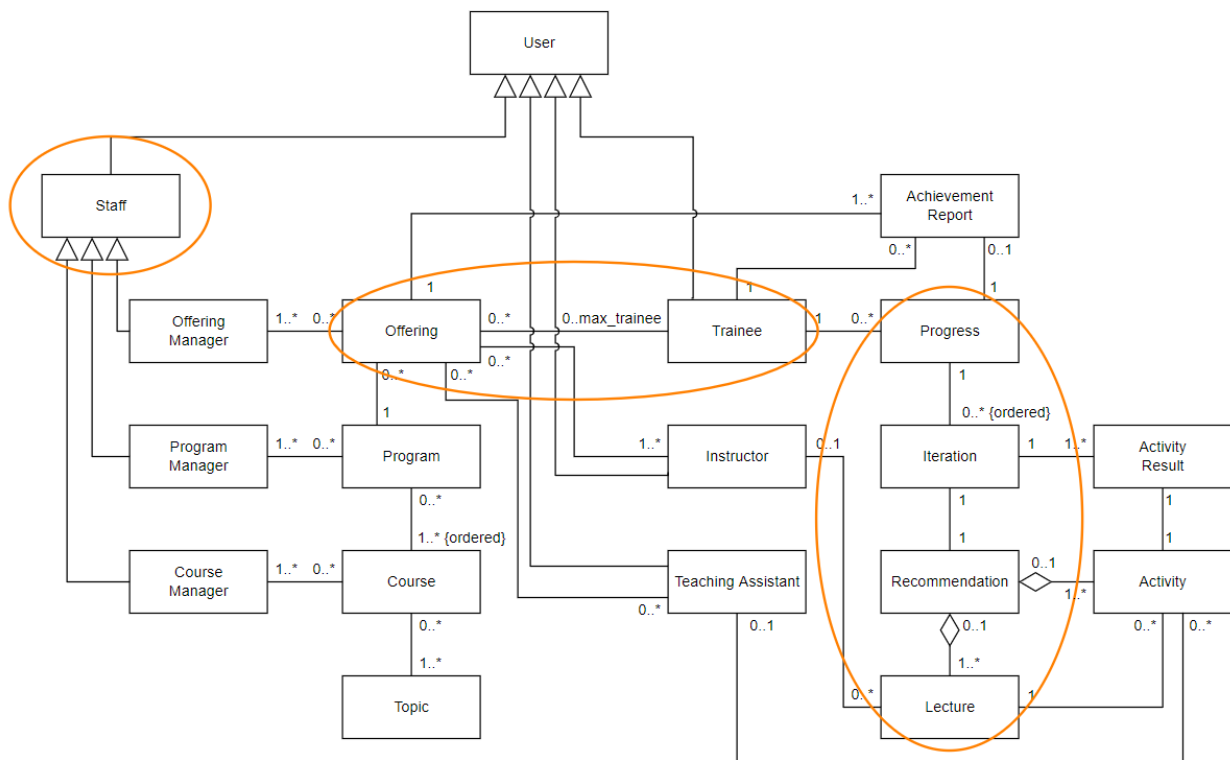 User
Staff
Achievement
Report
1..*
0..*
0..1
1
1
1
Offering
Manager
1..*
0..*
Offering
0..*
0..max_trainee
Trainee
1
0..*
Progress
0..*
0..*
0..*
1
1
0..* {ordered}
Program
Manager
1..*
0..*
Program
1..*
Instructor
0..1
Iteration
1
1..*
Activity
Result
0..*
1
1
1..* {ordered}
1
1
Course
Manager
1..*
0..*
Course
Teaching Assistant
Recommendation
0..1
1..*
Activity
0..*
0..*
0..1
0..1
0..*
0..*
1..*
1..*
Topic
0..*
Lecture
1